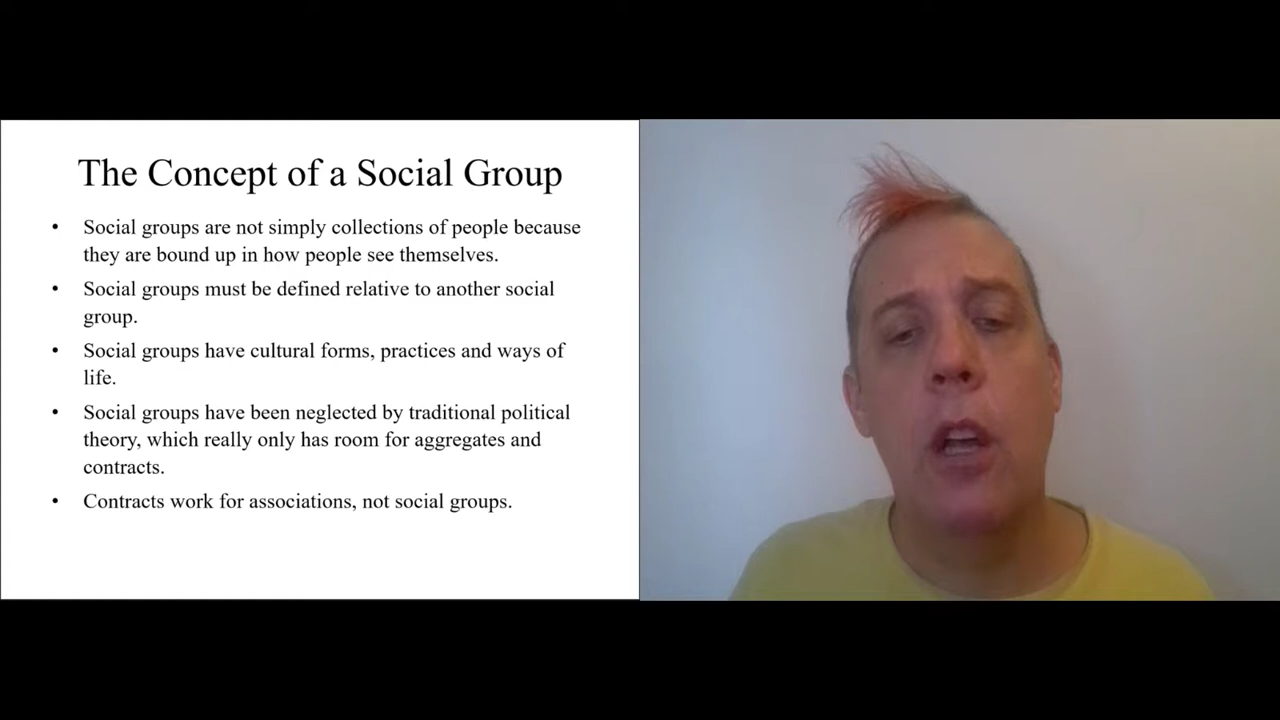 The Concept of a Social Group
• Social groups are not simply collections of people because
they are bound up in how people see themselves.
• Social groups must be defined relative to another social
group.
• Social groups have cultural forms, practices and ways of
life.
• Social groups have been neglected by traditional political
theory, which really only has room for aggregates and
contracts.
• Contracts work for associations, not social groups.